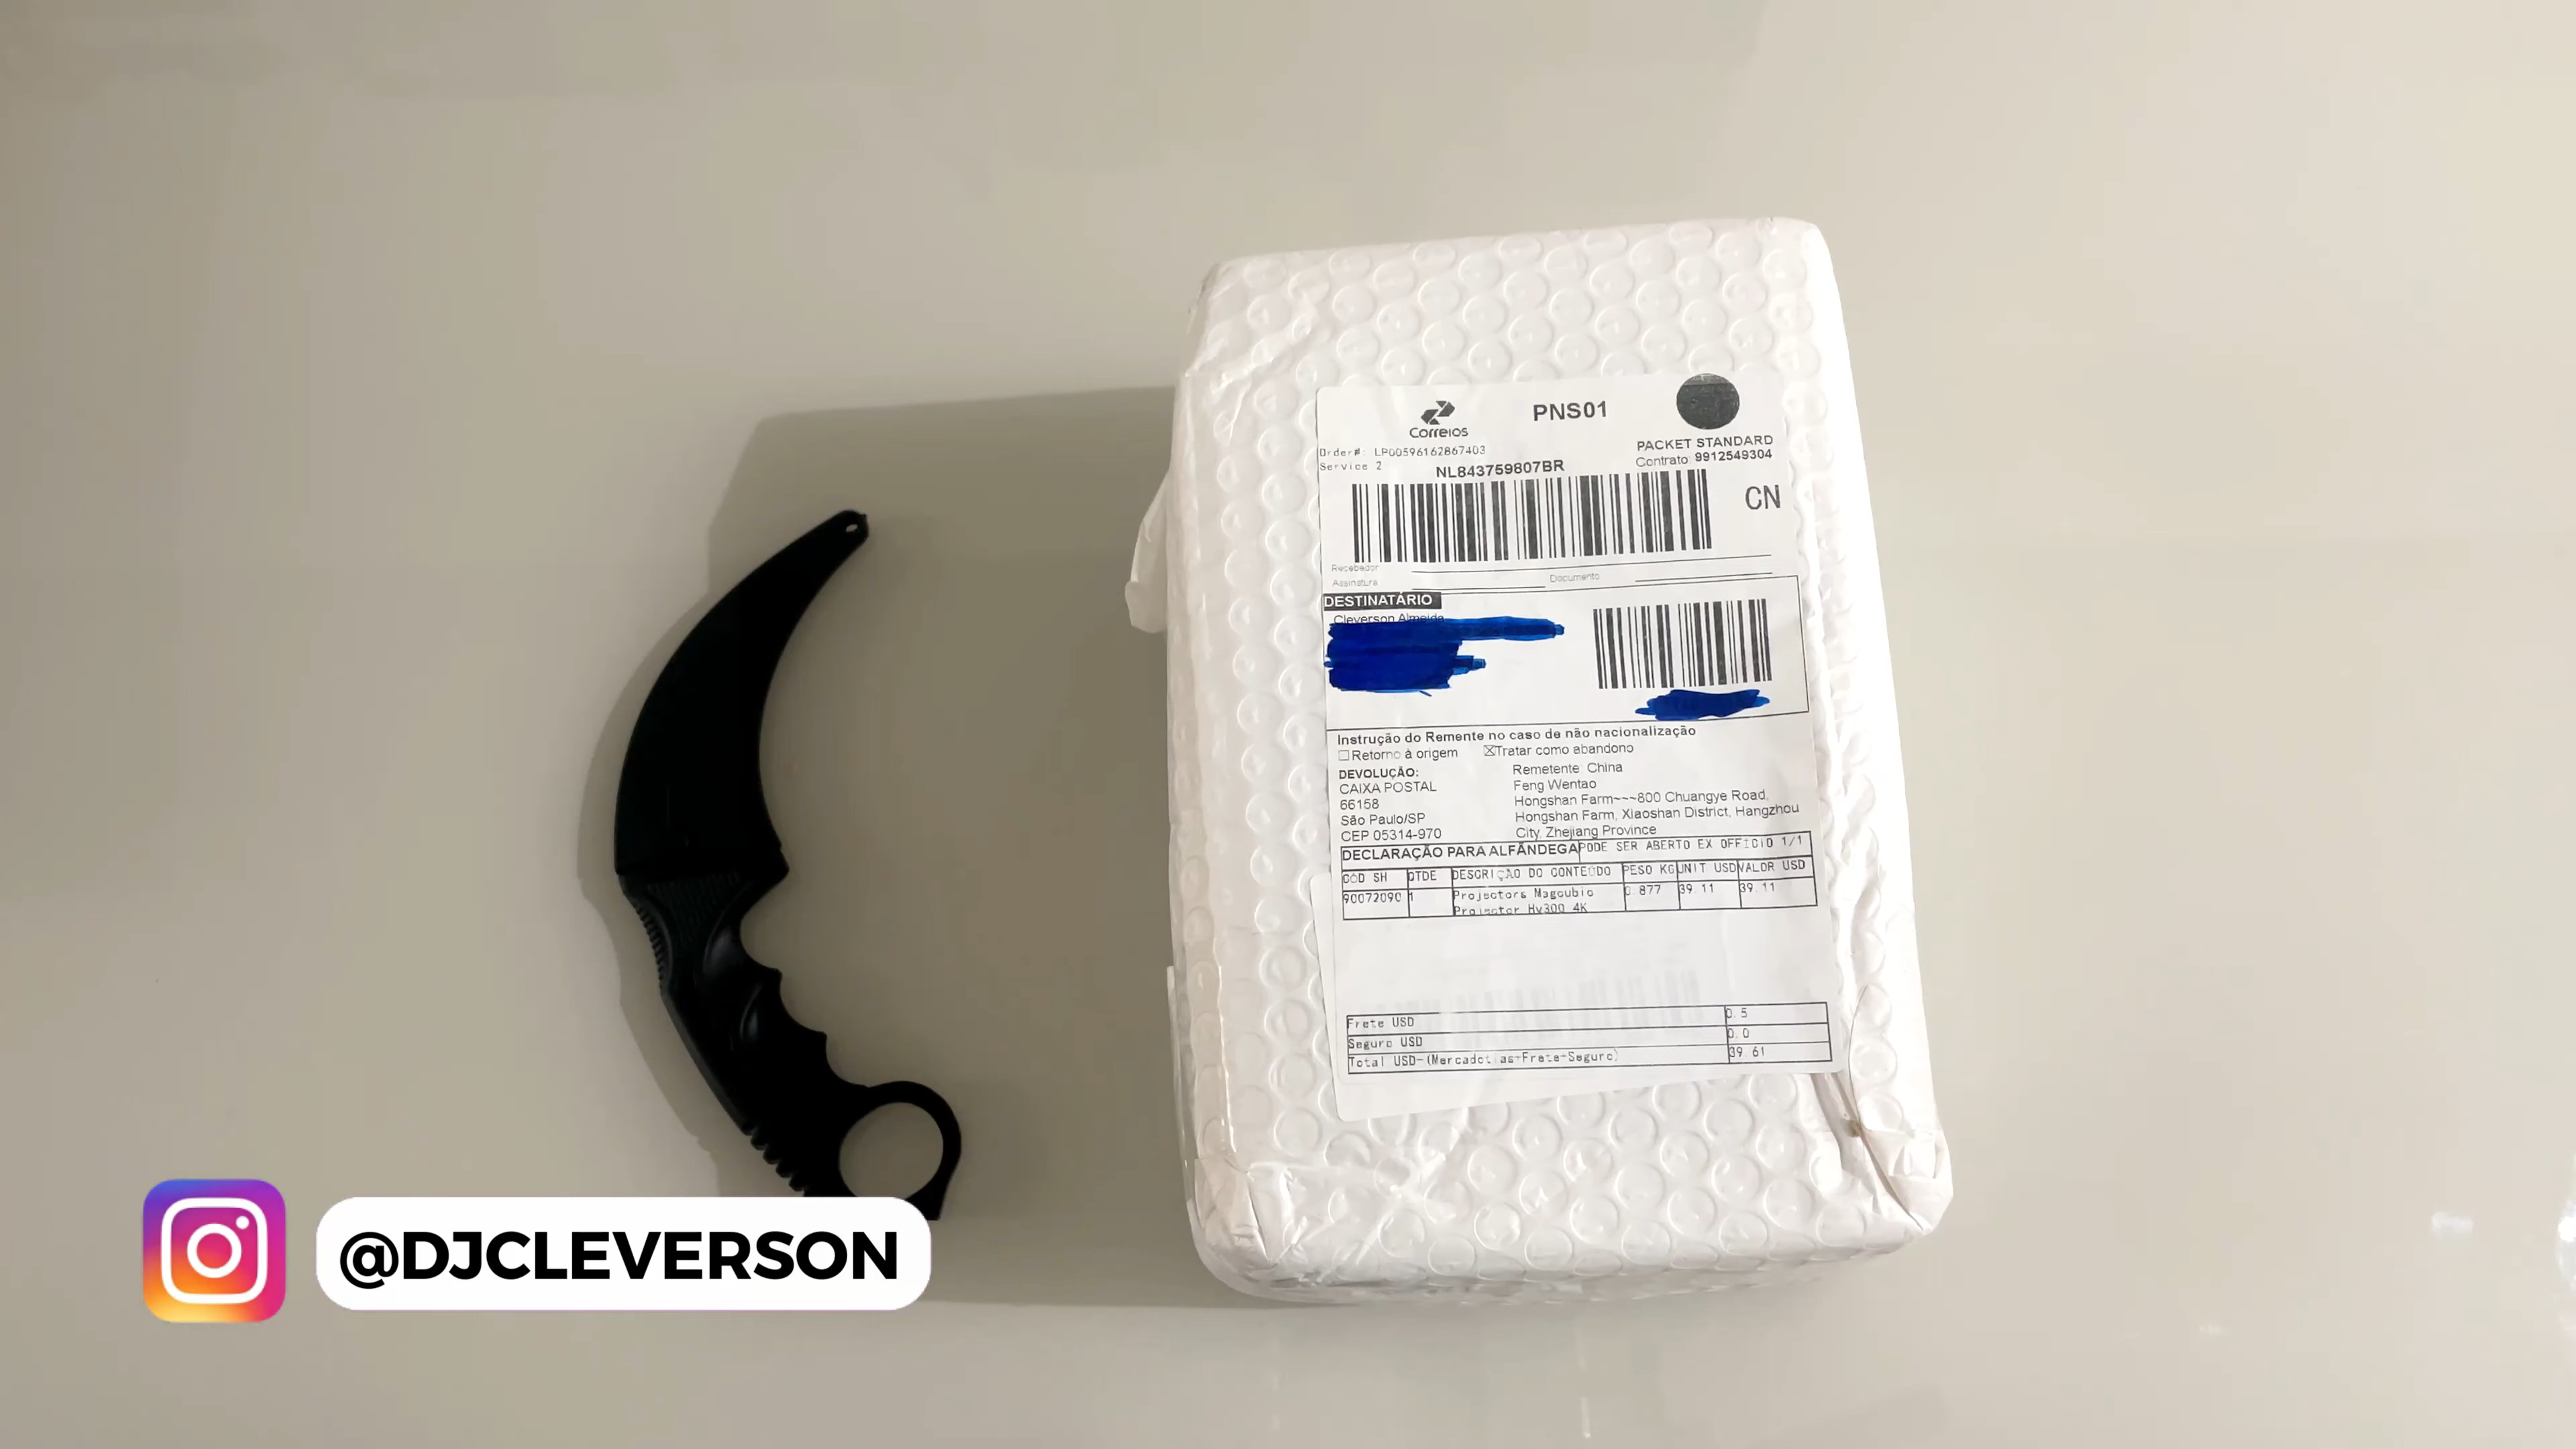 Correios
PNS01
PACKET STANDARD
Contrato: 9912549304
Order#: LP00596162867403
Service 2
NL843759807BR
CN
Recebedor
Assinatura
Documento
DESTINATÁRIO
Cleverson Almeida
Instrução do Remente no caso de não nacionalização
Retorno à origem
Tratar como abandono
DEVOLUÇÃO:
CAIXA POSTAL
66158
São Paulo/SP
CEP 05314-970
Remetente China
Feng Wentao
Hongshan Farm~~~800 Chuangye Road,
Hongshan Farm, Xiaoshan District, Hangzhou
City, Zhejiang Province
DECLARAÇÃO PARA ALFÂNDEGA PODE SER ABERTO EX OFFICIO 1/1
CÓD SH QTDE DESCRIÇÃO DO CONTEÚDO PESO KG UNIT USD VALOR USD
90072090 1 Projectors Magcubic 0.877 39.11 39.11
Projector Hy300 4K
Frete USD 0.5
Seguro USD 0.0
Total USD-(Mercadorias+Frete+Seguro) 39.61
@DJCLEVERSON